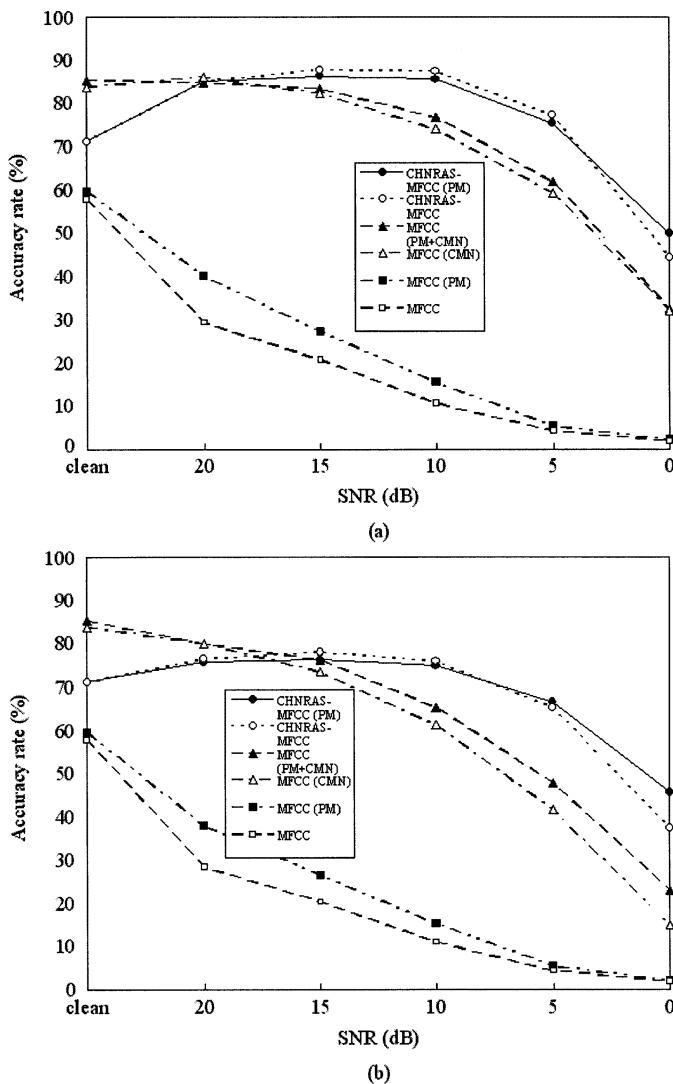 100
90
80
70
60
50
40
30
20
10
0
Accuracy rate (%)
CHNRAS-
MFCC (PM)
CHNRAS-
MFCC
MFCC
(PM+CMN)
MFCC (CMN)
MFCC (PM)
MFCC
clean 20 15 10 5 0
SNR (dB)
(a)
100
90
80
70
60
50
40
30
20
10
0
Accuracy rate (%)
CHNRAS-
MFCC (PM)
CHNRAS-
MFCC
MFCC
(PM+CMN)
MFCC (CMN)
MFCC (PM)
MFCC
clean 20 15 10 5 0
SNR (dB)
(b)